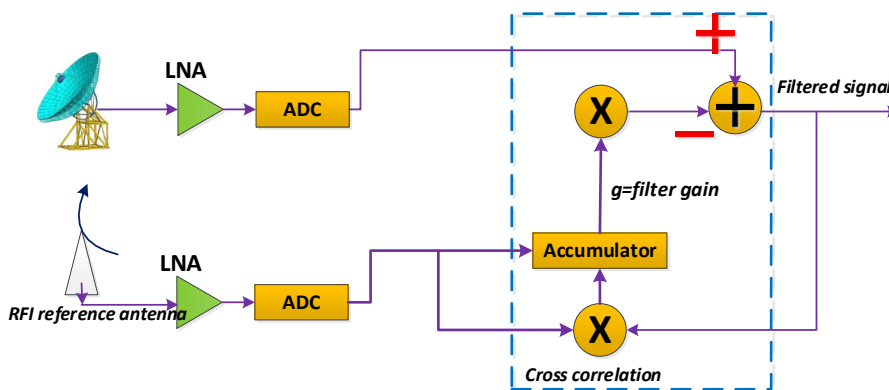 LNA
ADC
Filtered signal
X
g=filter gain
Accumulator
LNA
ADC
RFI reference antenna
X
Cross correlation